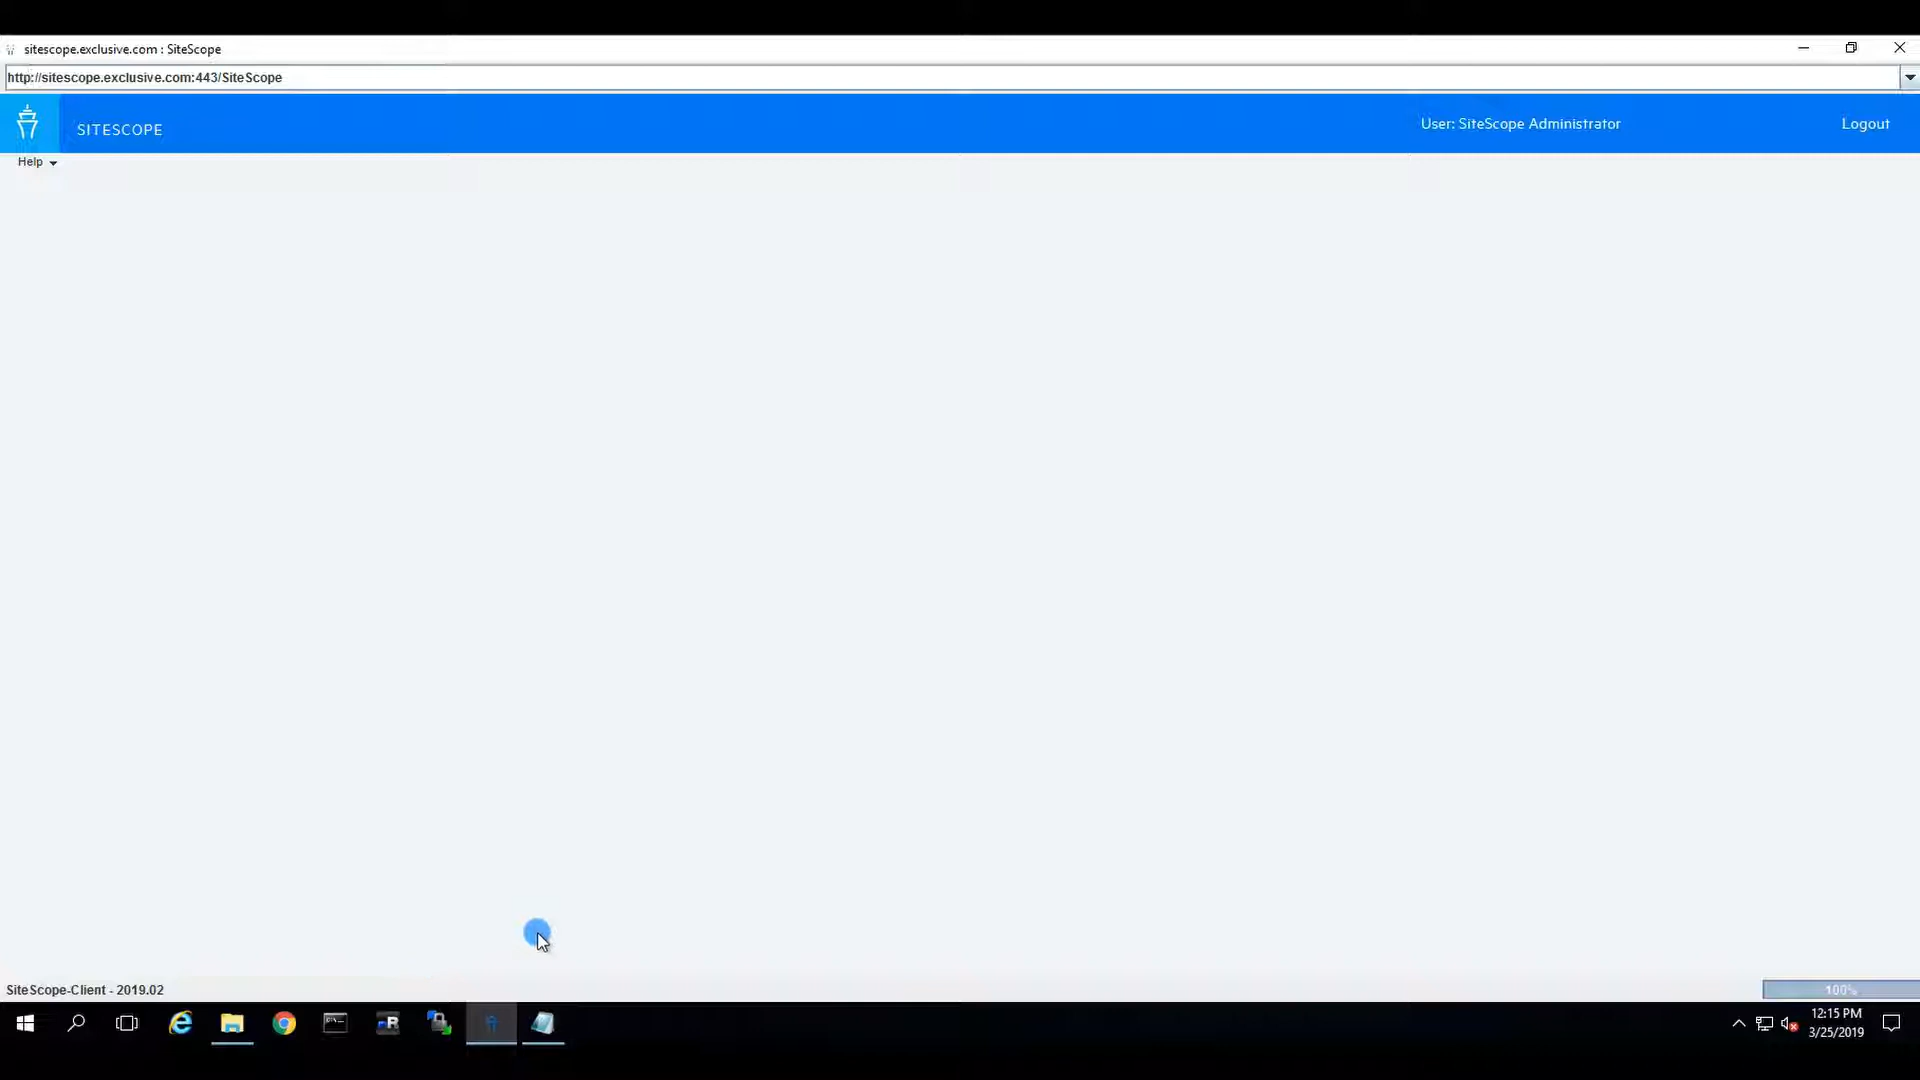 sitescope.exclusive.com : SiteScope
http://sitescope.exclusive.com:443/SiteScope
SITESCOPE
User: SiteScope Administrator
Logout
Help
SiteScope-Client - 2019.02
100%
12:15 PM
3/25/2019